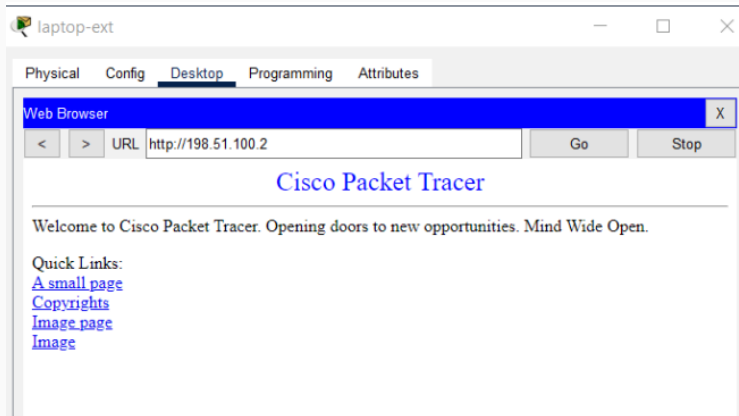 laptop-ext
Physical Config Desktop Programming Attributes
Web Browser X
< > URL http://198.51.100.2 Go Stop
Cisco Packet Tracer
Welcome to Cisco Packet Tracer. Opening doors to new opportunities. Mind Wide Open.
Quick Links:
A small page
Copyrights
Image page
Image